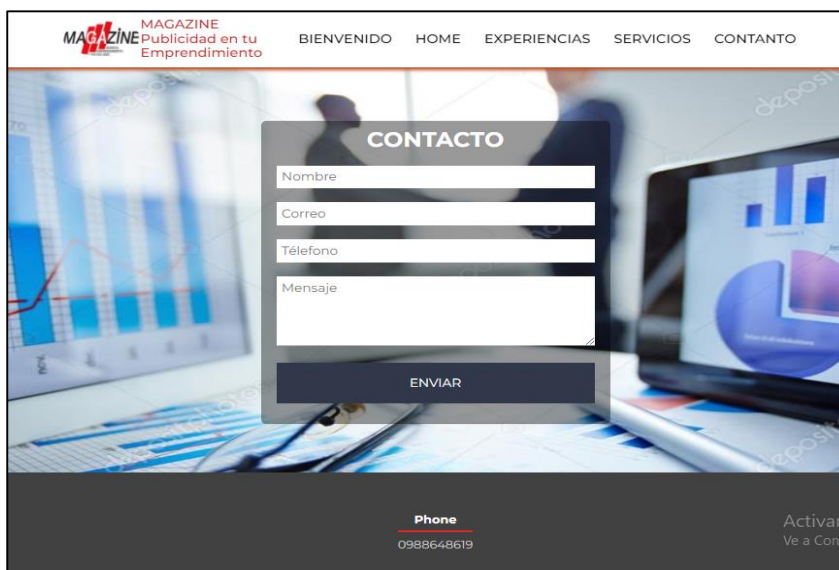 MAGAZINE
MAGAZINE
Publicidad en tu
Emprendimiento
BIENVENIDO HOME EXPERIENCIAS SERVICIOS CONTANTO
CONTACTO
Nombre
Correo
Télefono
Mensaje
ENVIAR
nov.
Phone
0988648619
Activar
Ve a Con